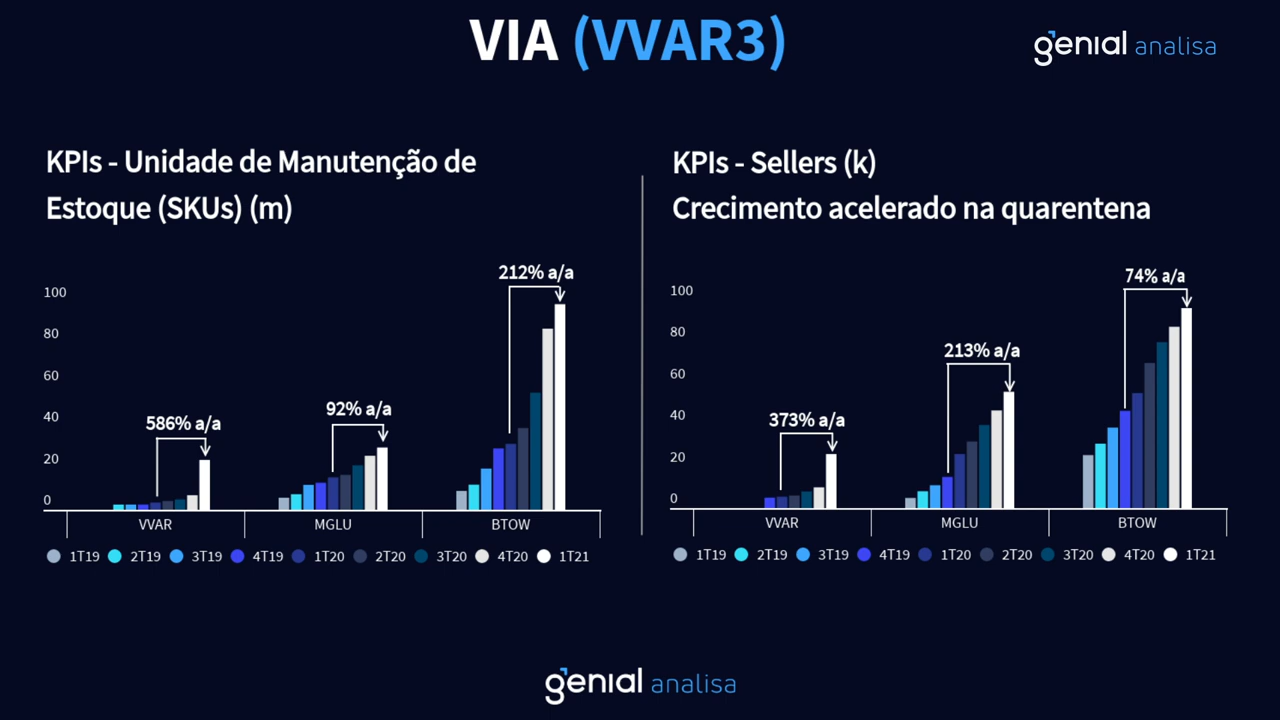 VIA (VVAR3)
genial analisa
KPIs - Unidade de Manutenção de
Estoque (SKUs) (m)
212% a/a
92% a/a
586% a/a
100
80
60
40
20
0
VVAR MGLU BTOW
1T19 2T19 3T19 4T19 1T20 2T20 3T20 4T20 1T21
KPIs - Sellers (k)
Crecimento acelerado na quarentena
74% a/a
213% a/a
373% a/a
100
80
60
40
20
0
VVAR MGLU BTOW
1T19 2T19 3T19 4T19 1T20 2T20 3T20 4T20 1T21
genial analisa